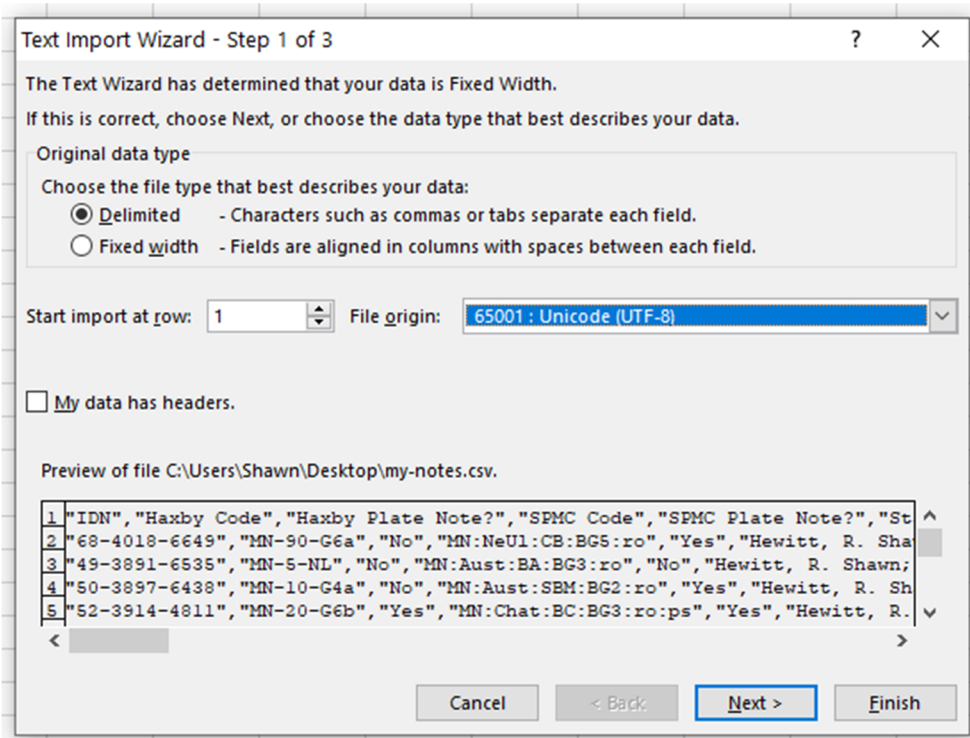 Text Import Wizard - Step 1 of 3 ?
The Text Wizard has determined that your data is Fixed Width.
If this is correct, choose Next, or choose the data type that best describes your data.
Original data type
Choose the file type that best describes your data:
Delimited - Characters such as commas or tabs separate each field.
Fixed width - Fields are aligned in columns with spaces between each field.
Start import at row: 1 File origin: 65001 : Unicode (UTF-8)
My data has headers.
Preview of file C:\Users\Shawn\Desktop\my-notes.csv.
1 "IDN","Haxby Code","Haxby Plate Note?","SPMC Code","SPMC Plate Note?","St
2 "68-4018-6649","MN-90-G6a","No","MN:NeUl:CB:BG5:ro","Yes","Hewitt, R. Sha
3 "49-3891-6535","MN-5-NL","No","MN:Aust:BA:BG3:ro","No","Hewitt, R. Shawn;
4 "50-3897-6438","MN-10-G4a","No","MN:Aust:SBM:BG2:ro","Yes","Hewitt, R. Sh
5 "52-3914-4811","MN-20-G6b","Yes","MN:Chat:BC:BG3:ro:ps","Yes","Hewitt, R.
Cancel < Back Next > Finish